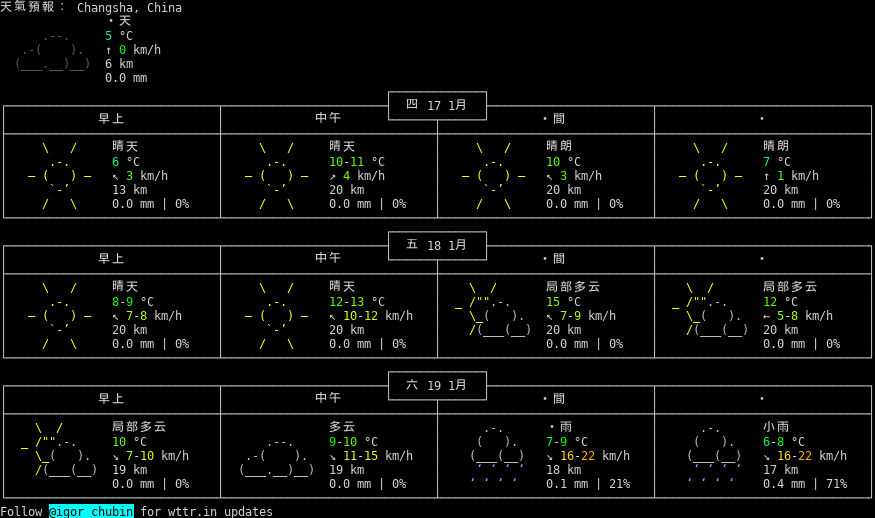 天氣預報： Changsha, China
・天
5 °C
↑ 0 km/h
6 km
0.0 mm
四 17 1月
早上 中午 ・間 ・
晴天 晴天 晴朗 晴朗
6 °C 10-11 °C 10 °C 7 °C
↖ 3 km/h ↗ 4 km/h ↖ 3 km/h ↑ 1 km/h
13 km 20 km 20 km 20 km
0.0 mm | 0% 0.0 mm | 0% 0.0 mm | 0% 0.0 mm | 0%
五 18 1月
早上 中午 ・間 ・
晴天 晴天 局部多云 局部多云
8-9 °C 12-13 °C 15 °C 12 °C
↖ 7-8 km/h ↖ 10-12 km/h ↖ 7-9 km/h ← 5-8 km/h
20 km 20 km 20 km 20 km
0.0 mm | 0% 0.0 mm | 0% 0.0 mm | 0% 0.0 mm | 0%
六 19 1月
早上 中午 ・間 ・
局部多云 多云 ・雨 小雨
10 °C 9-10 °C 7-9 °C 6-8 °C
↘ 7-10 km/h ↘ 11-15 km/h ↘ 16-22 km/h ↘ 16-22 km/h
19 km 19 km 18 km 17 km
0.0 mm | 0% 0.0 mm | 0% 0.1 mm | 21% 0.4 mm | 71%
Follow @igor_chubin for wttr.in updates